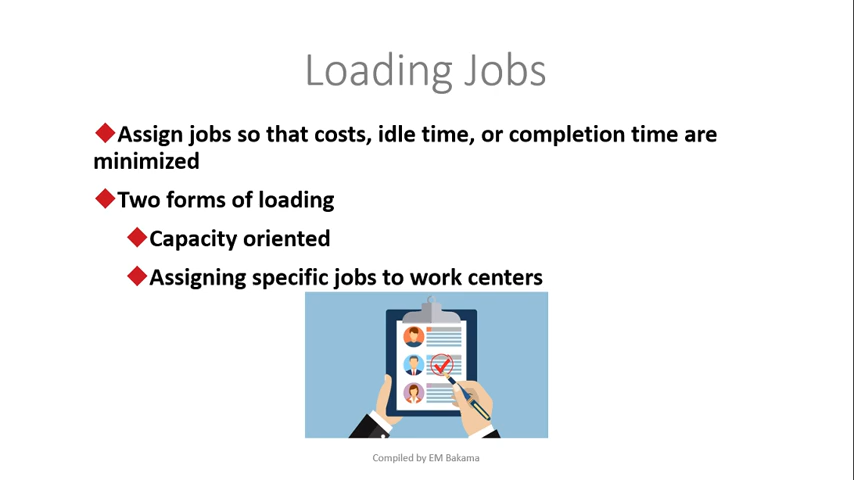 Loading Jobs
Assign jobs so that costs, idle time, or completion time are
minimized
Two forms of loading
Capacity oriented
Assigning specific jobs to work centers
Compiled by EM Bakama